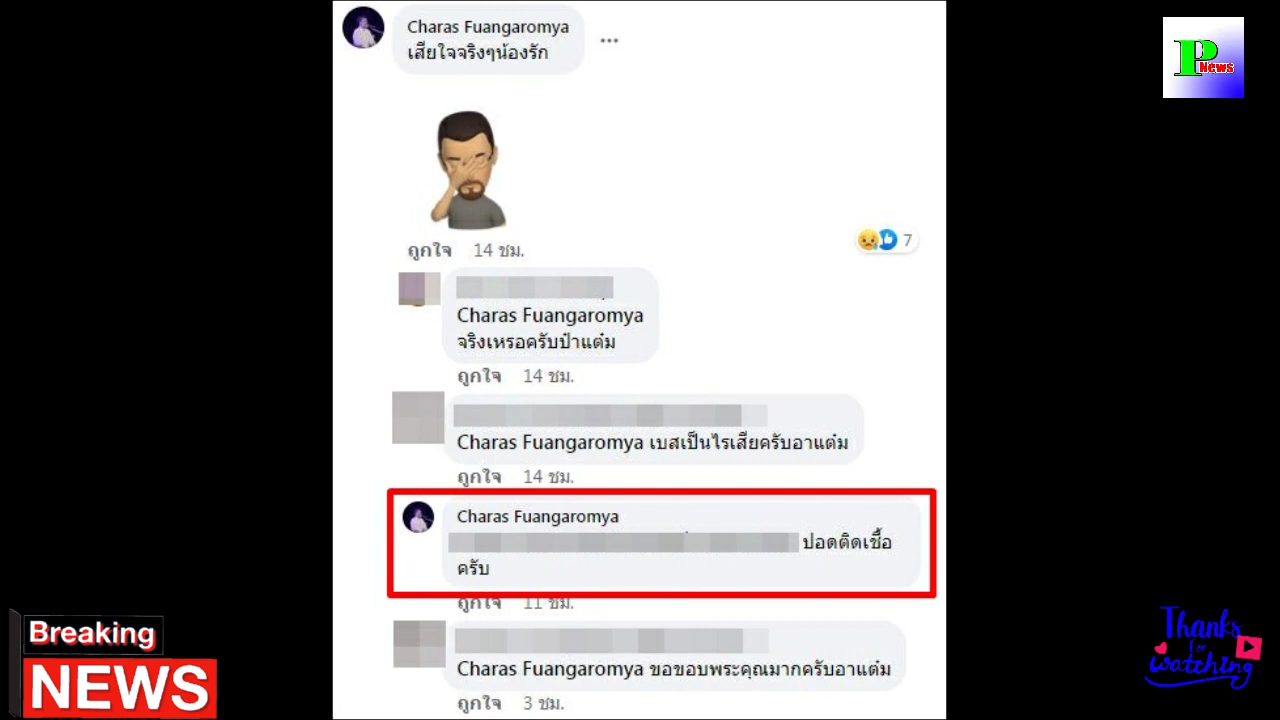 Charas Fuangaromya
เสียใจจริงๆน้องรัก
ถูกใจ 14 ชม.
7
Charas Fuangaromya
จริงเหรอครับป๋าแต๋ม
ถูกใจ 14 ชม.
Charas Fuangaromya เบสเป็นไรเสียครับอาแต๋ม
ถูกใจ 14 ชม.
Charas Fuangaromya
ปอดติดเชื้อ
ครับ
ถูกใจ 11 ชม.
Charas Fuangaromya ขอขอบพระคุณมากครับอาแต๋ม
ถูกใจ 3 ชม.
P News
Breaking
NEWS
Thanks
for
watching